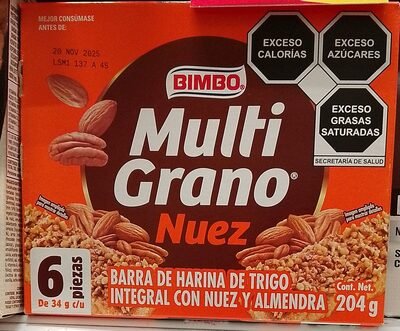 MEJOR CONSÚMASE
ANTES DE:
20 NOV 2025
LSM1 137 A 45
EXCESO
CALORÍAS
EXCESO
AZÚCARES
EXCESO
GRASAS
SATURADAS
SECRETARÍA DE SALUD
BIMBO®
Multi
Grano®
Nuez
6
piezas
De 34 g c/u
BARRA DE HARINA DE TRIGO
INTEGRAL CON NUEZ Y ALMENDRA
Cont. Net.
204g